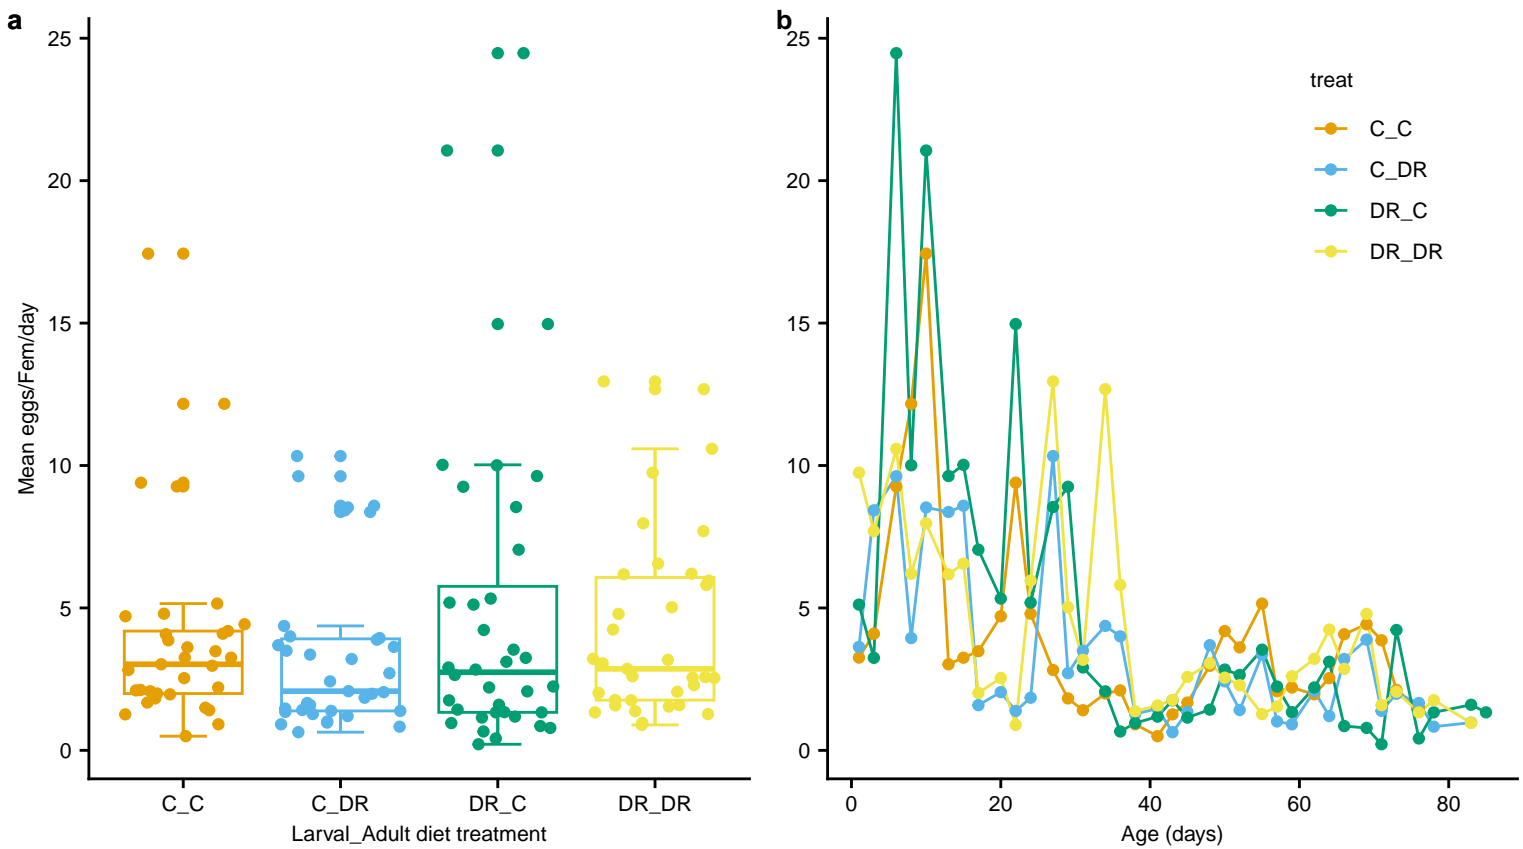 a
Mean eggs/Fem/day
25
20
15
10
5
0
C_C C_DR DR_C DR_DR
Larval_Adult diet treatment
b
25
20
15
10
5
0
0 20 40 60 80
Age (days)
treat
C_C
C_DR
DR_C
DR_DR